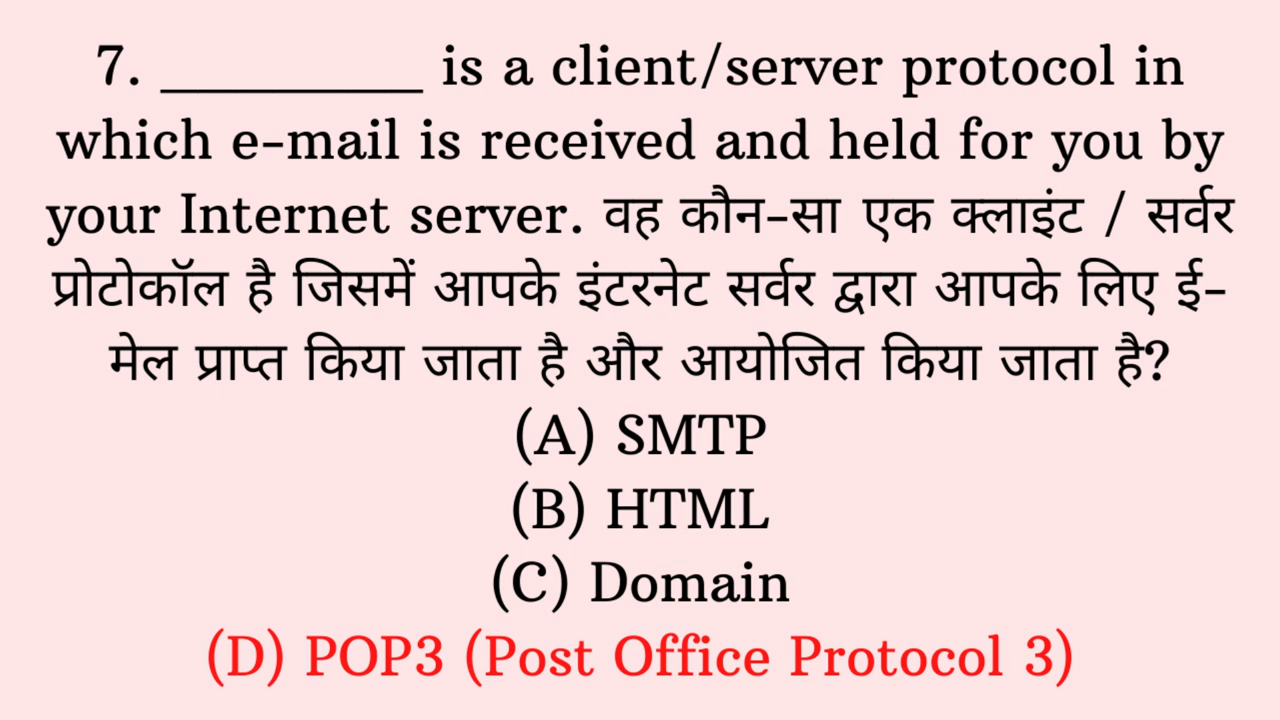 7. _________ is a client/server protocol in
which e-mail is received and held for you by
your Internet server. वह कौन-सा एक क्लाइंट / सर्वर
प्रोटोकॉल है जिसमें आपके इंटरनेट सर्वर द्वारा आपके लिए ई-
मेल प्राप्त किया जाता है और आयोजित किया जाता है?
(A) SMTP
(B) HTML
(C) Domain
(D) POP3 (Post Office Protocol 3)